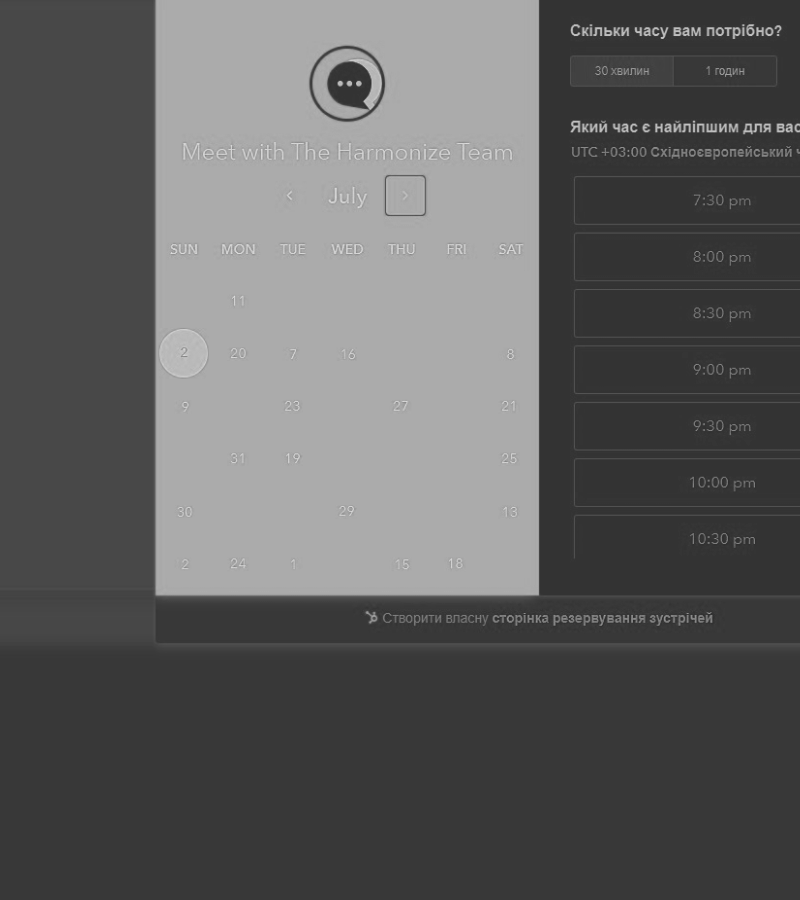 Meet with The Harmonize Team
July
SUN MON TUE WED THU FRI SAT
11
2 20 7 16 8
9 23 27 21
31 19 25
30 29 13
2 24 1 15 18
Скільки часу вам потрібно?
30 хвилин 1 годин
Який час є найліпшим для вас
UTC +03:00 Східноєвропейський
7:30 pm
8:00 pm
8:30 pm
9:00 pm
9:30 pm
10:00 pm
10:30 pm
Створити власну сторінка резервування зустрічей